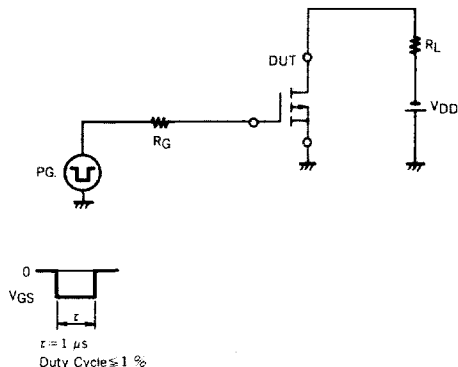 DUT
RL
VDD
RG
PG.
0
VGS
τ
τ=1 μs
Duty Cycle≦1 %